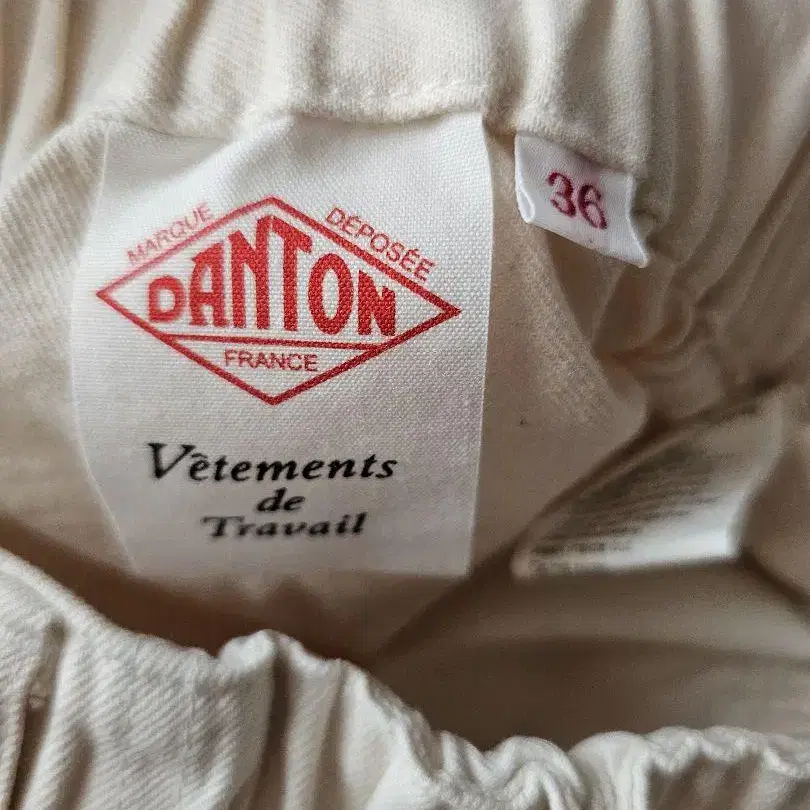 MARQUE DÉPOSÉE
DANTON
FRANCE
Vêtements
de
Travail
36